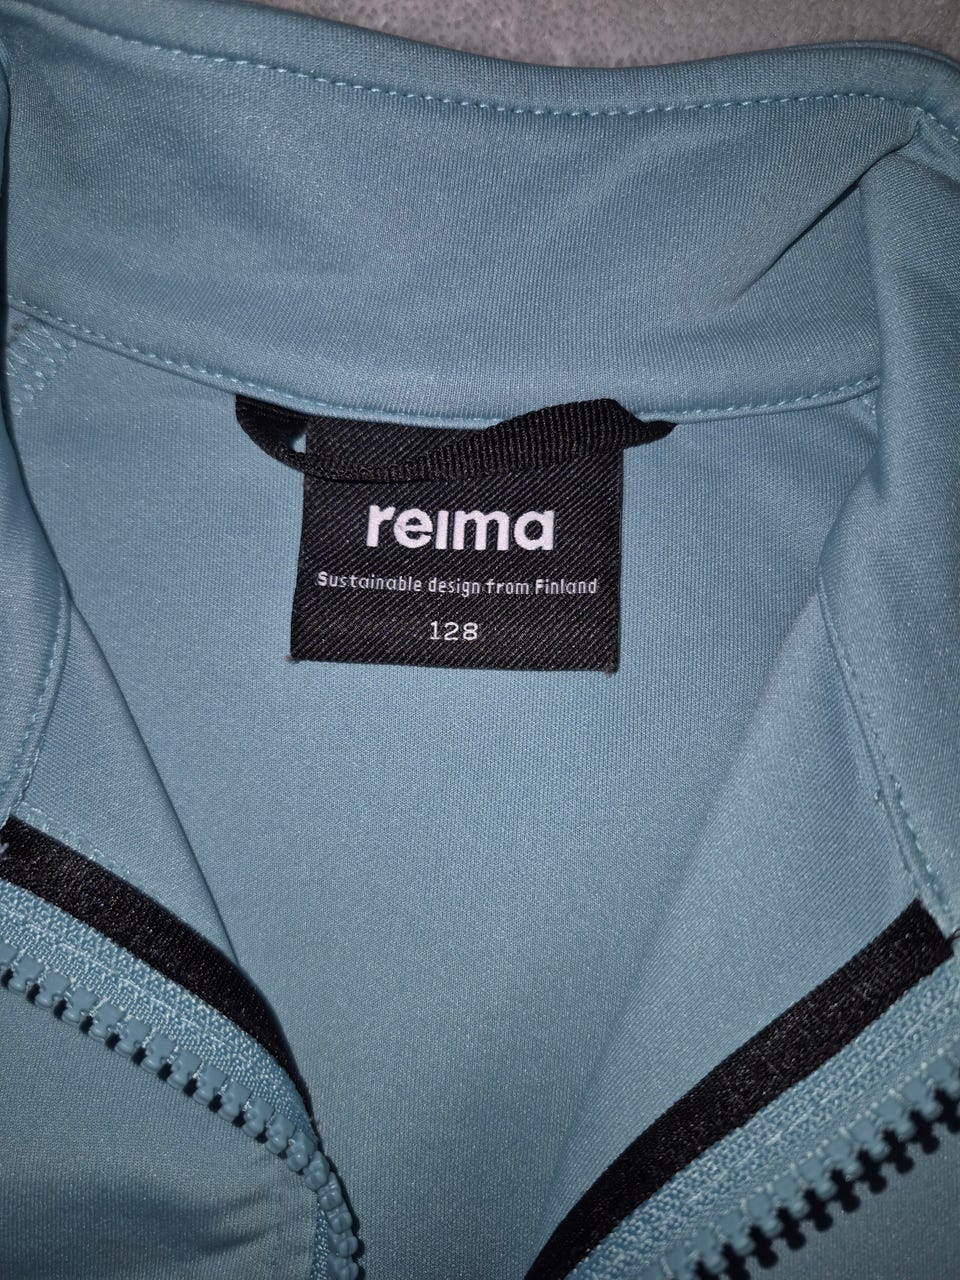 reima
Sustainable design from Finland
128